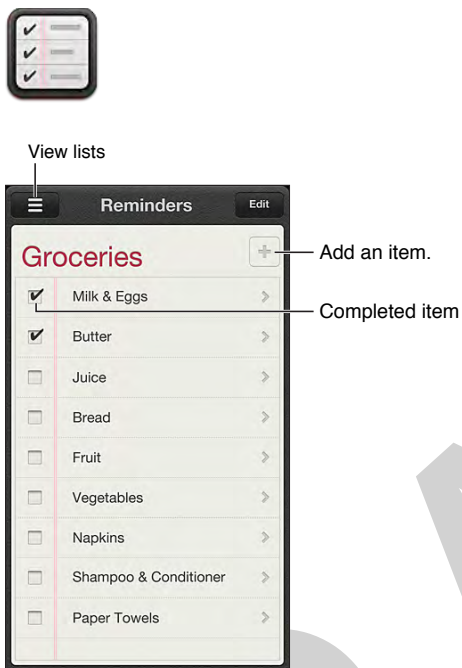 View lists
Reminders Edit
Groceries
Add an item.
Milk & Eggs
Completed item
Butter
Juice
Bread
Fruit
Vegetables
Napkins
Shampoo & Conditioner
Paper Towels